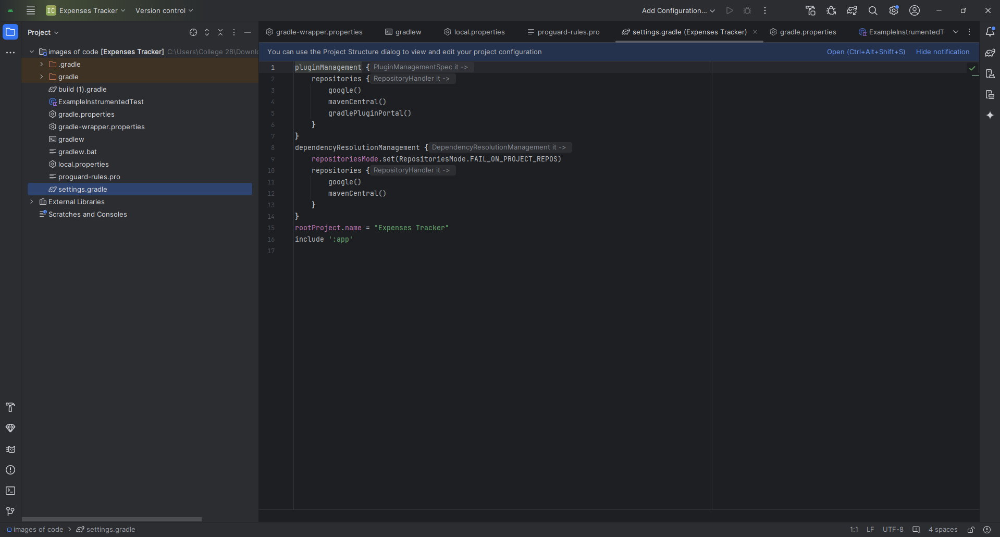 IC Expenses Tracker Version control Add Configuration...
Project
gradle-wrapper.properties gradlew local.properties proguard-rules.pro settings.gradle (Expenses Tracker) gradle.properties ExampleInstrumentedT
You can use the Project Structure dialog to view and edit your project configuration Open (Ctrl+Alt+Shift+S) Hide notification
images of code [Expenses Tracker] C:\Users\College 28\Downlo
.gradle
gradle
build (1).gradle
ExampleInstrumentedTest
gradle.properties
gradle-wrapper.properties
gradlew
gradlew.bat
local.properties
proguard-rules.pro
settings.gradle
External Libraries
Scratches and Consoles
1 pluginManagement { PluginManagementSpec it ->
2 repositories { RepositoryHandler it ->
3 google()
4 mavenCentral()
5 gradlePluginPortal()
6 }
7 }
8 dependencyResolutionManagement { DependencyResolutionManagement it ->
9 repositoriesMode.set(RepositoriesMode.FAIL_ON_PROJECT_REPOS)
10 repositories { RepositoryHandler it ->
11 google()
12 mavenCentral()
13 }
14 }
15 rootProject.name = "Expenses Tracker"
16 include ':app'
17
images of code > settings.gradle 1:1 LF UTF-8 4 spaces